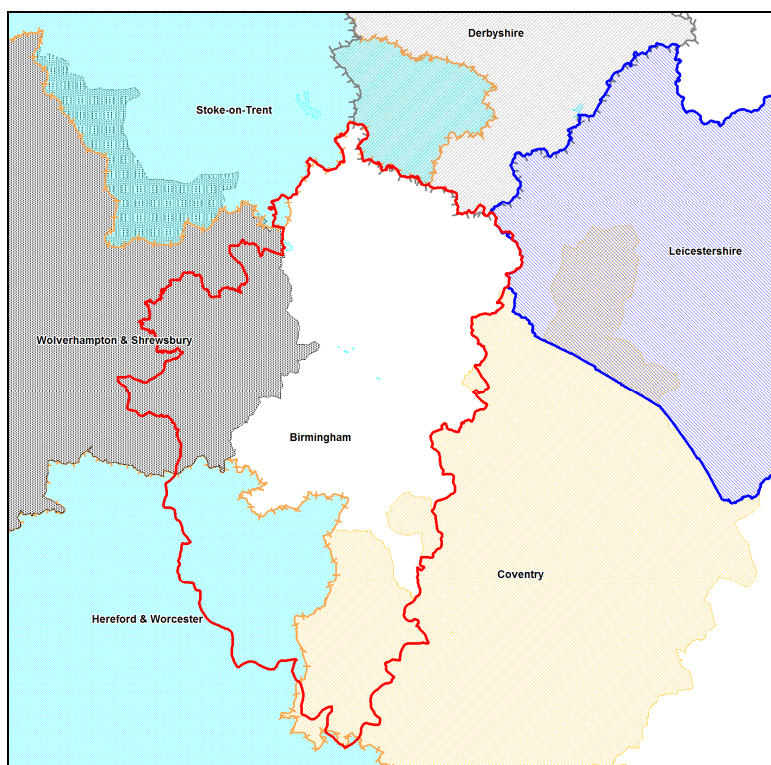 Derbyshire
Stoke-on-Trent
Leicestershire
Wolverhampton & Shrewsbury
Birmingham
Coventry
Hereford & Worcester